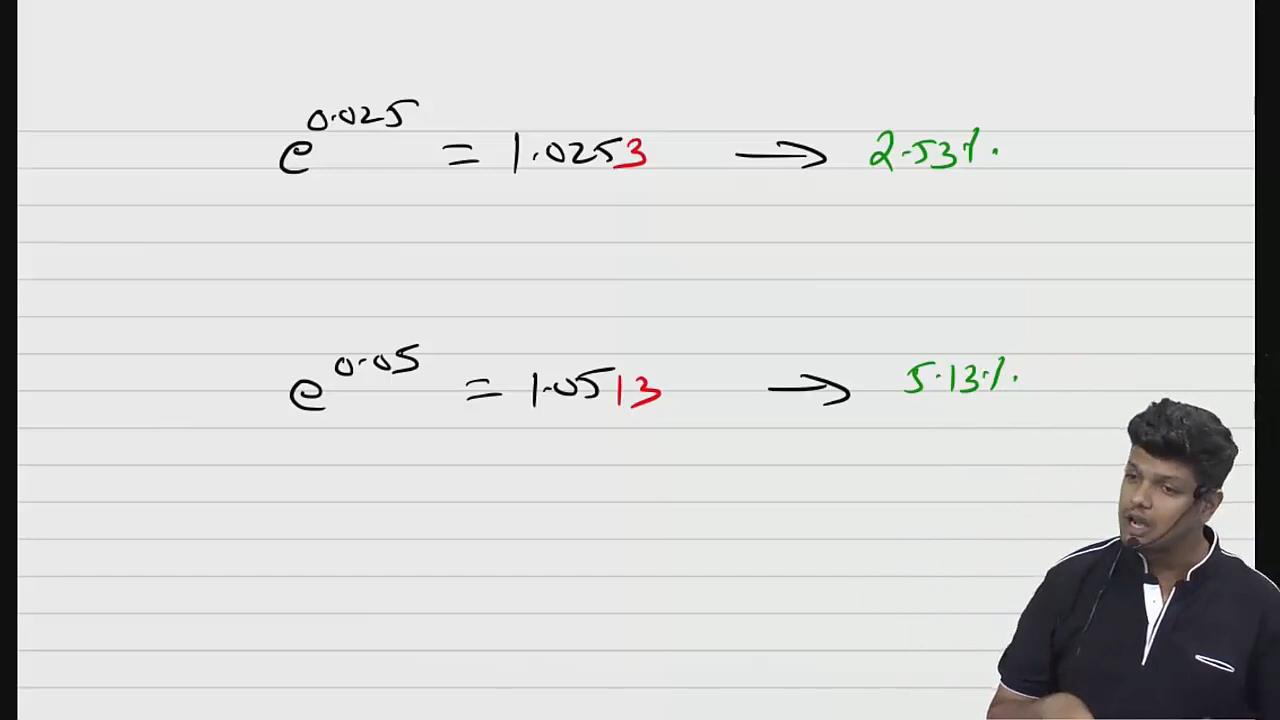 e^0.025 = 1.0253 → 2.53%.
e^0.05 = 1.0513 → 5.13%.